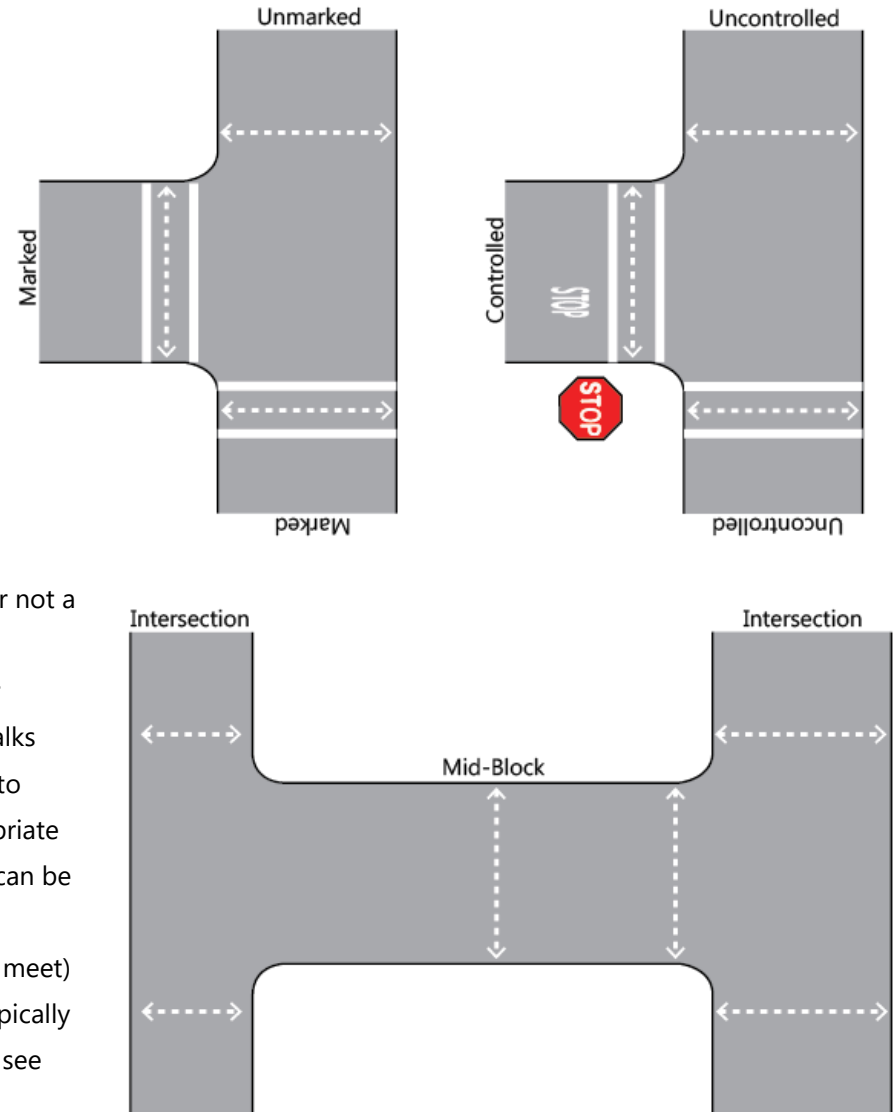 Unmarked
Marked
Marked
Uncontrolled
Controlled
STOP
STOP
Uncontrolled
r not a
alks
to
priate
can be
meet)
pically
see
Intersection
Intersection
Mid-Block